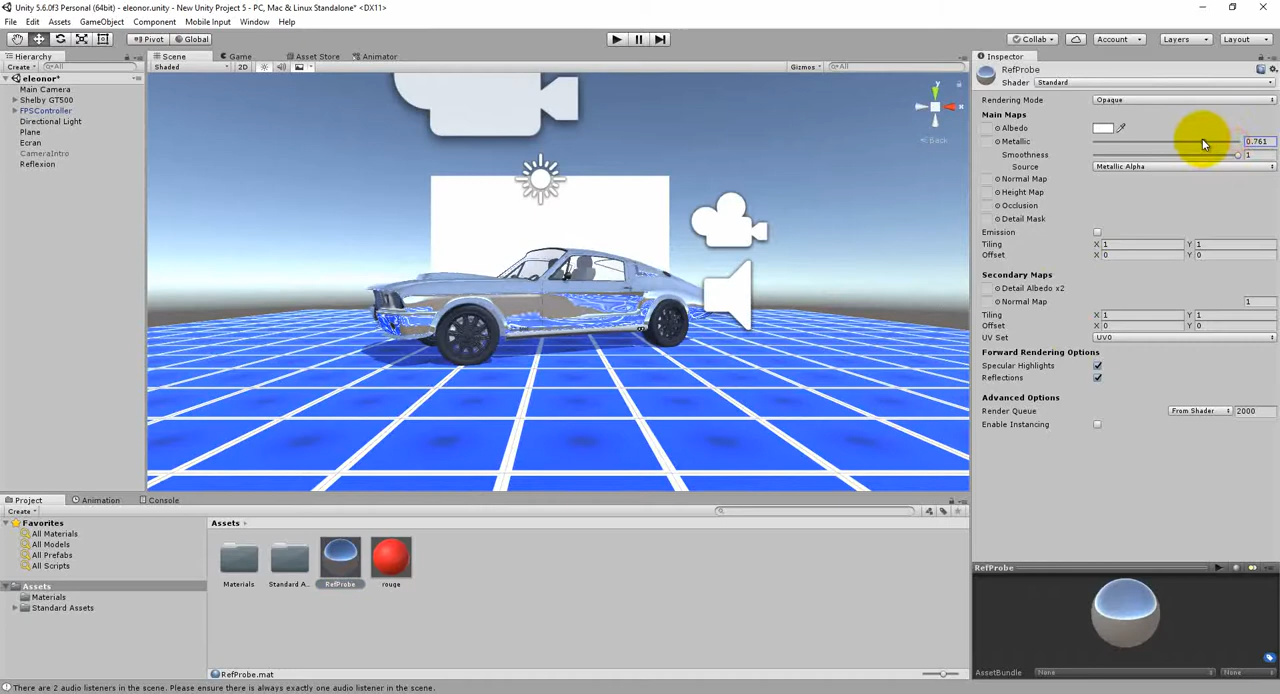 Unity 5.6.0f3 Personal (64bit) - eleonor.unity - New Unity Project 5 - PC, Mac & Linux Standalone* <DX11>
File Edit Assets GameObject Component Mobile Input Window Help
Pivot Global Collab Account Layers Layout
Hierarchy
Create All
eleonor*
Main Camera
Shelby GT500
FPSController
Directional Light
Plane
Ecran
CameraIntro
Reflexion
Scene Game Asset Store Animator
Shaded 2D Gizmos All
Back
Inspector
RefProbe
Shader Standard
Rendering Mode Opaque
Main Maps
Albedo
Metallic 0.761
Smoothness 1
Source Metallic Alpha
Normal Map
Height Map
Occlusion
Detail Mask
Emission
Tiling X 1 Y 1
Offset X 0 Y 0
Secondary Maps
Detail Albedo x2
Normal Map 1
Tiling X 1 Y 1
Offset X 0 Y 0
UV Set UV0
Forward Rendering Options
Specular Highlights
Reflections
Advanced Options
Render Queue From Shader 2000
Enable Instancing
Project Animation Console
Create
Favorites
All Materials
All Models
All Prefabs
All Scripts
Assets
Materials
Standard Assets
Assets
Materials Standard A.. RefProbe rouge
RefProbe.mat
RefProbe
AssetBundle None None
There are 2 audio listeners in the scene. Please ensure there is always exactly one audio listener in the scene.